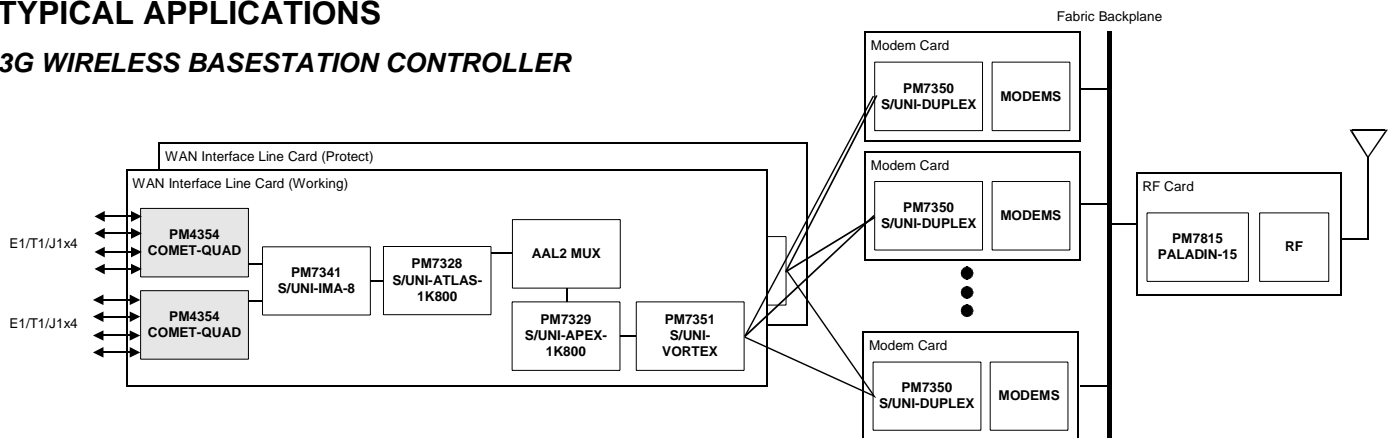 TYPICAL APPLICATIONS
3G WIRELESS BASESTATION CONTROLLER
Fabric Backplane
WAN Interface Line Card (Protect)
WAN Interface Line Card (Working)
E1/T1/J1x4
PM4354
COMET-QUAD
E1/T1/J1x4
PM4354
COMET-QUAD
PM7341
S/UNI-IMA-8
PM7328
S/UNI-ATLAS-
1K800
AAL2 MUX
PM7329
S/UNI-APEX-
1K800
PM7351
S/UNI-
VORTEX
Modem Card
PM7350
S/UNI-DUPLEX
MODEMS
Modem Card
PM7350
S/UNI-DUPLEX
MODEMS
Modem Card
PM7350
S/UNI-DUPLEX
MODEMS
RF Card
PM7815
PALADIN-15
RF